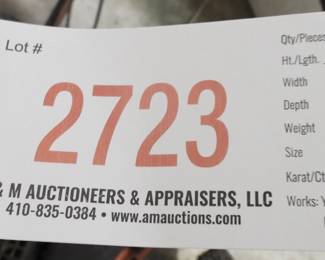 Lot #
2723
& M AUCTIONEERS & APPRAISERS, LLC
410-835-0384 • www.amauctions.com
Qty/Pieces
Ht./Lgth.
Width
Depth
Weight
Size
Karat/Ct
Works: Y